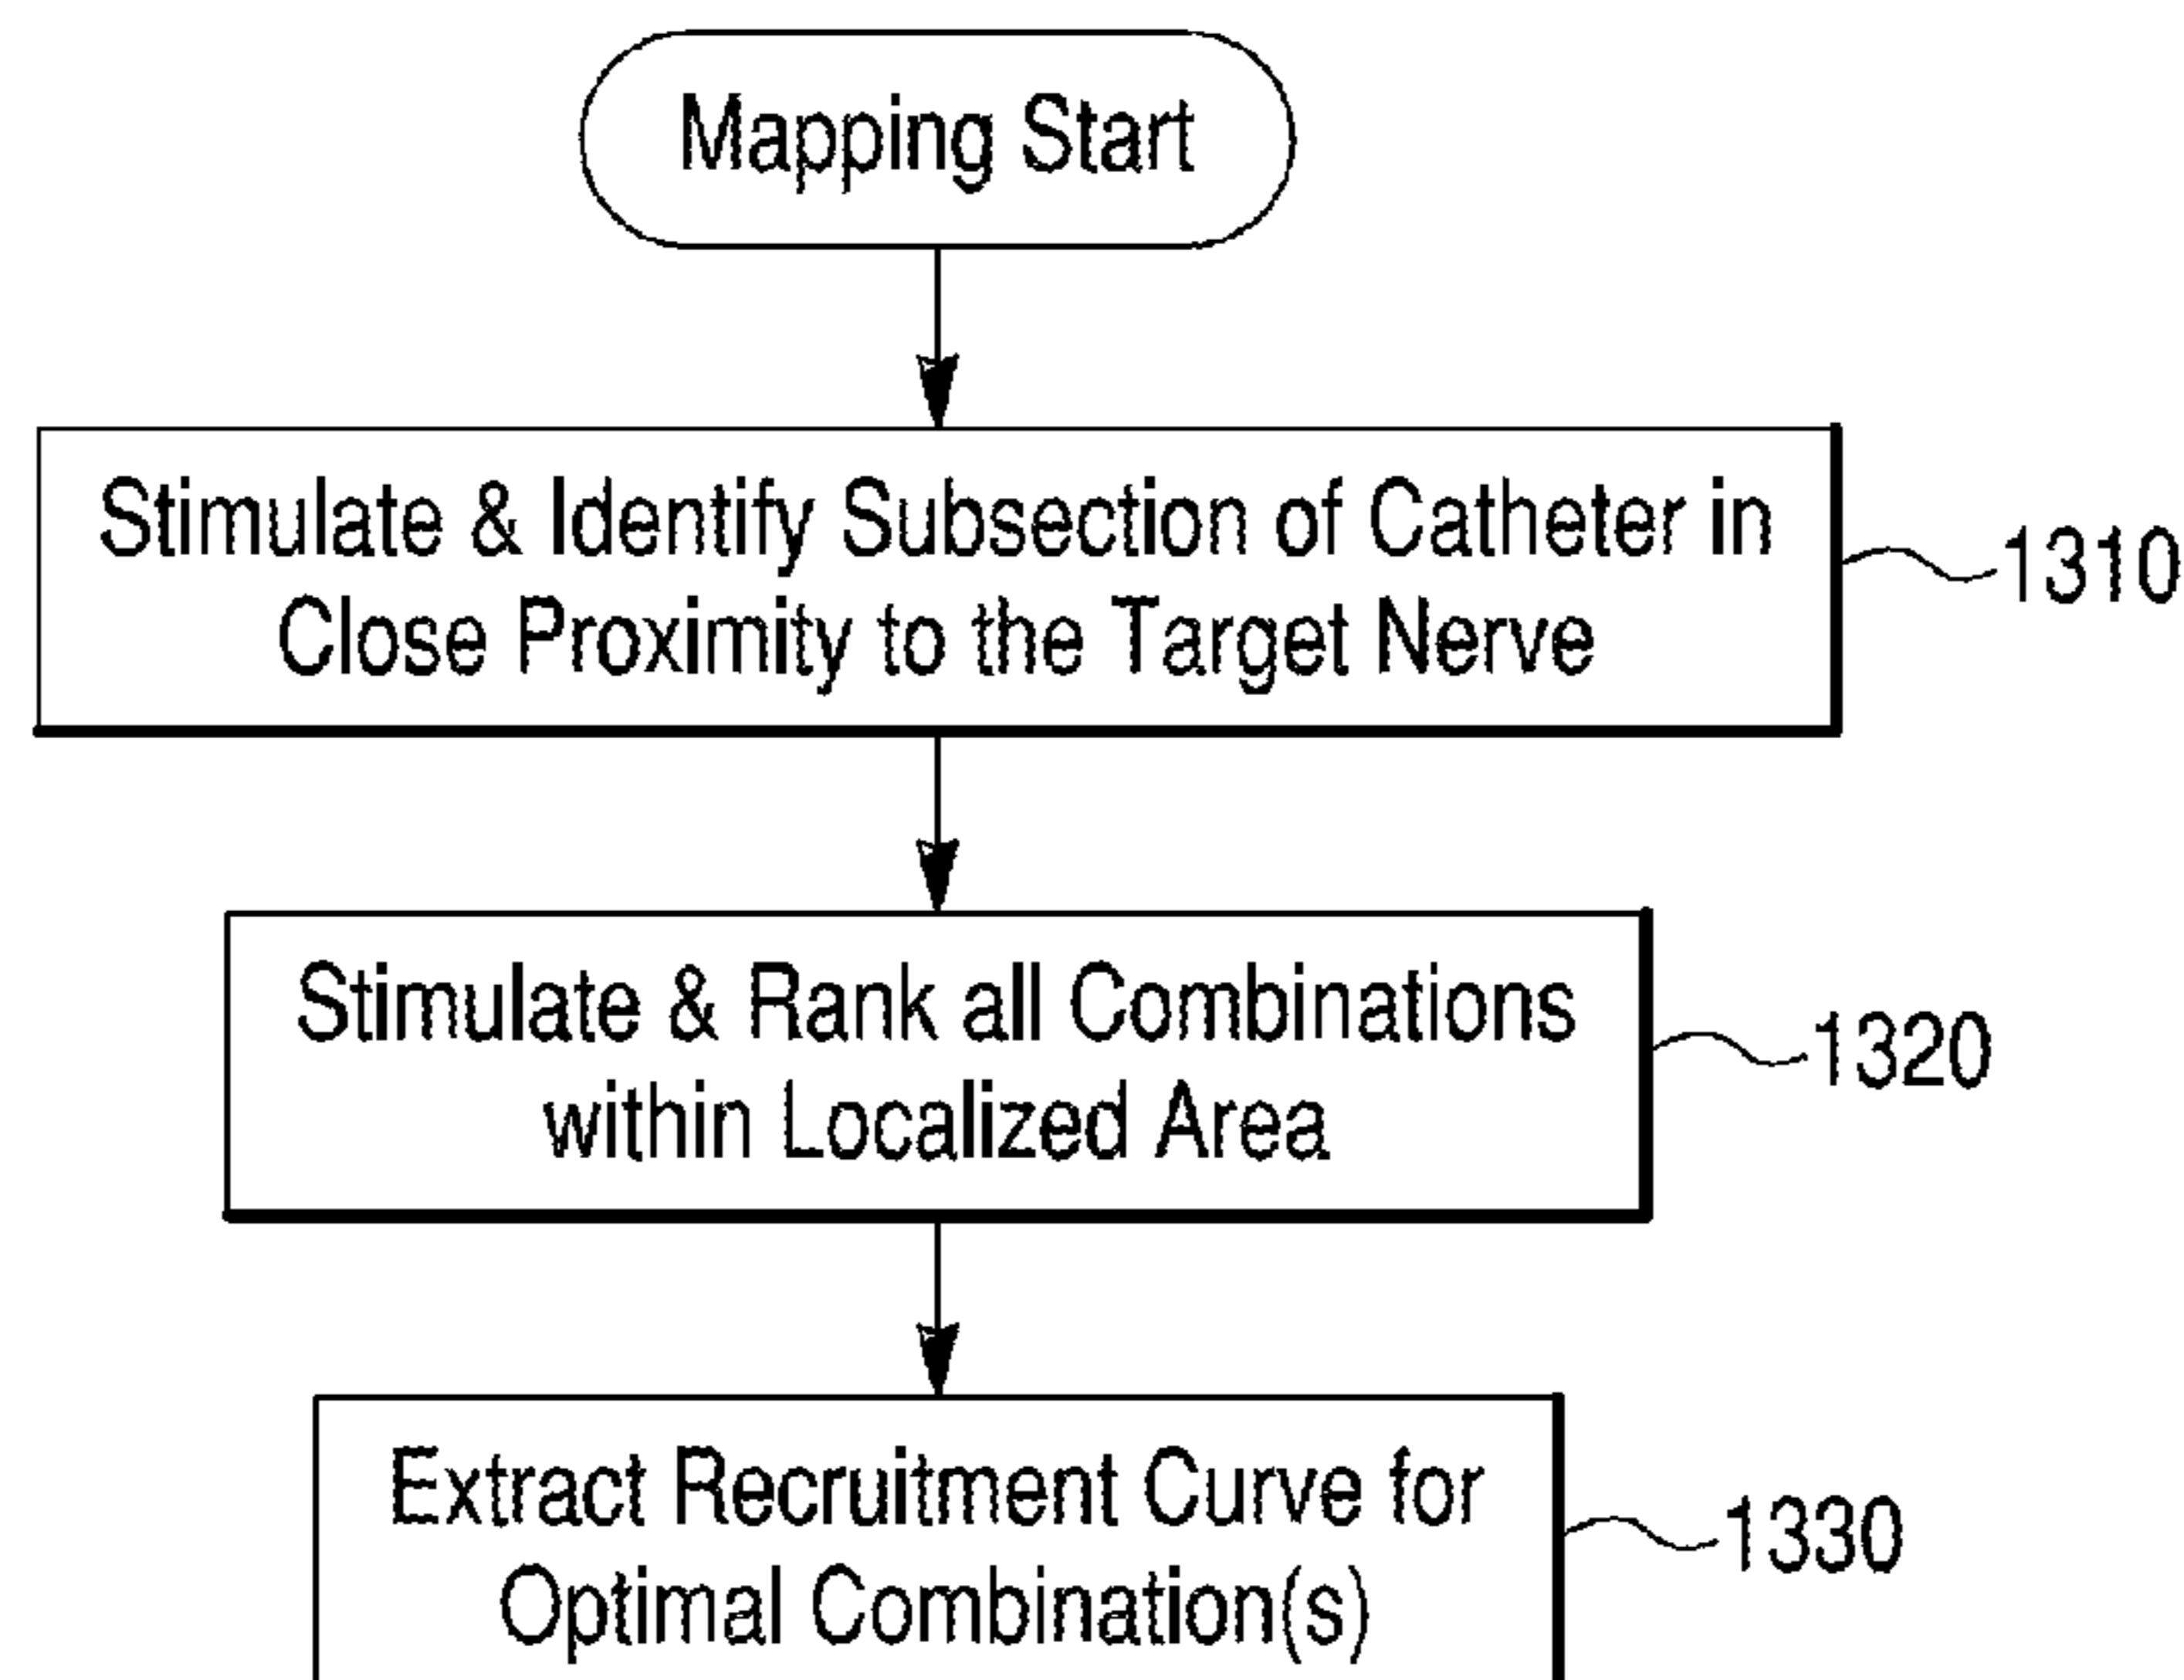 Mapping Start
Stimulate & Identify Subsection of Catheter in
Close Proximity to the Target Nerve
1310
Stimulate & Rank all Combinations
within Localized Area
1320
Extract Recruitment Curve for
Optimal Combination(s)
1330